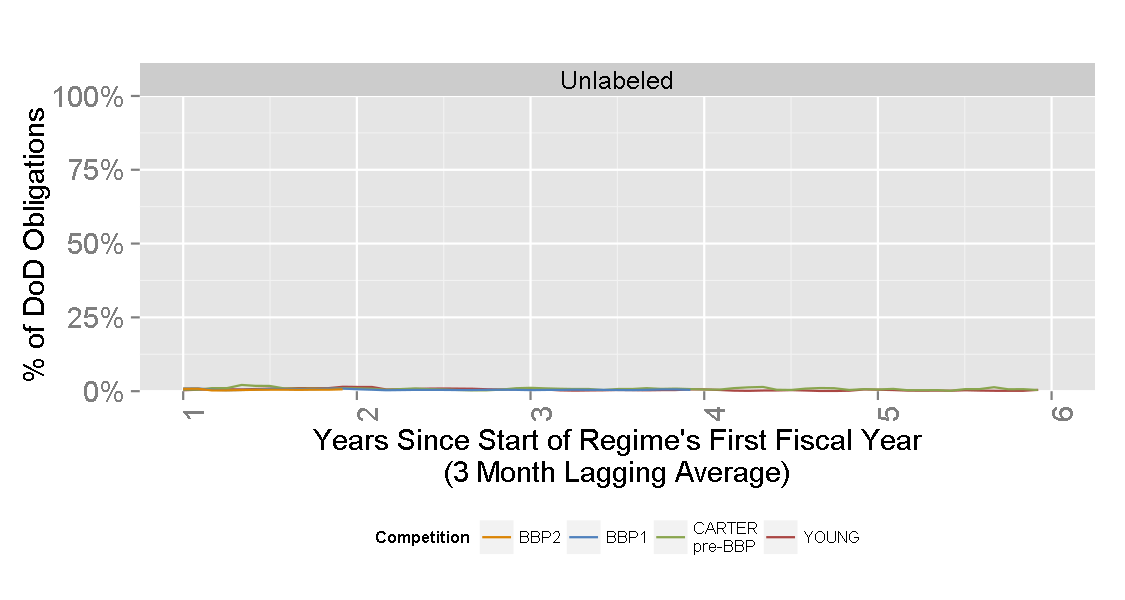 Unlabeled
100%
75%
50%
25%
0%
% of DoD Obligations
1
2
3
4
5
6
Years Since Start of Regime's First Fiscal Year
(3 Month Lagging Average)
Competition
BBP2
BBP1
CARTER
pre-BBP
YOUNG